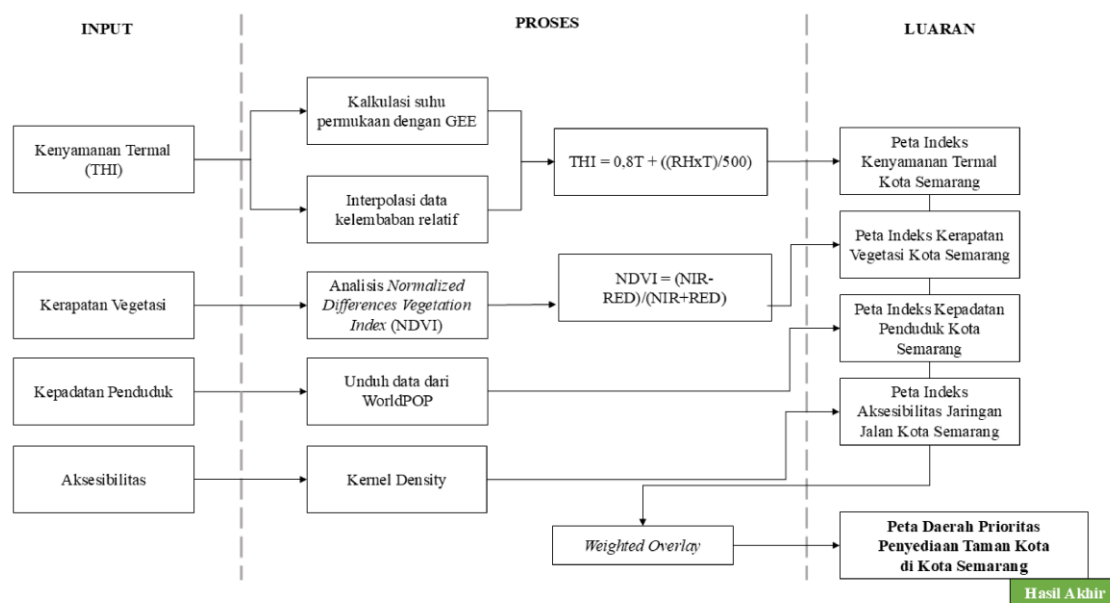 INPUT
PROSES
LUARAN
Kenyamanan Termal
(THI)
Kalkulasi suhu
permukaan dengan GEE
Interpolasi data
kelembaban relatif
THI = 0,8T + ((RHxT)/500)
Peta Indeks
Kenyamanan Termal
Kota Semarang
Kerapatan Vegetasi
Analisis Normalized
Differences Vegetation
Index (NDVI)
NDVI = (NIR-
RED)/(NIR+RED)
Peta Indeks Kerapatan
Vegetasi Kota Semarang
Kepadatan Penduduk
Unduh data dari
WorldPOP
Peta Indeks Kepadatan
Penduduk Kota
Semarang
Aksesibilitas
Kernel Density
Peta Indeks
Aksesibilitas Jaringan
Jalan Kota Semarang
Weighted Overlay
Peta Daerah Prioritas
Penyediaan Taman Kota
di Kota Semarang
Hasil Akhir